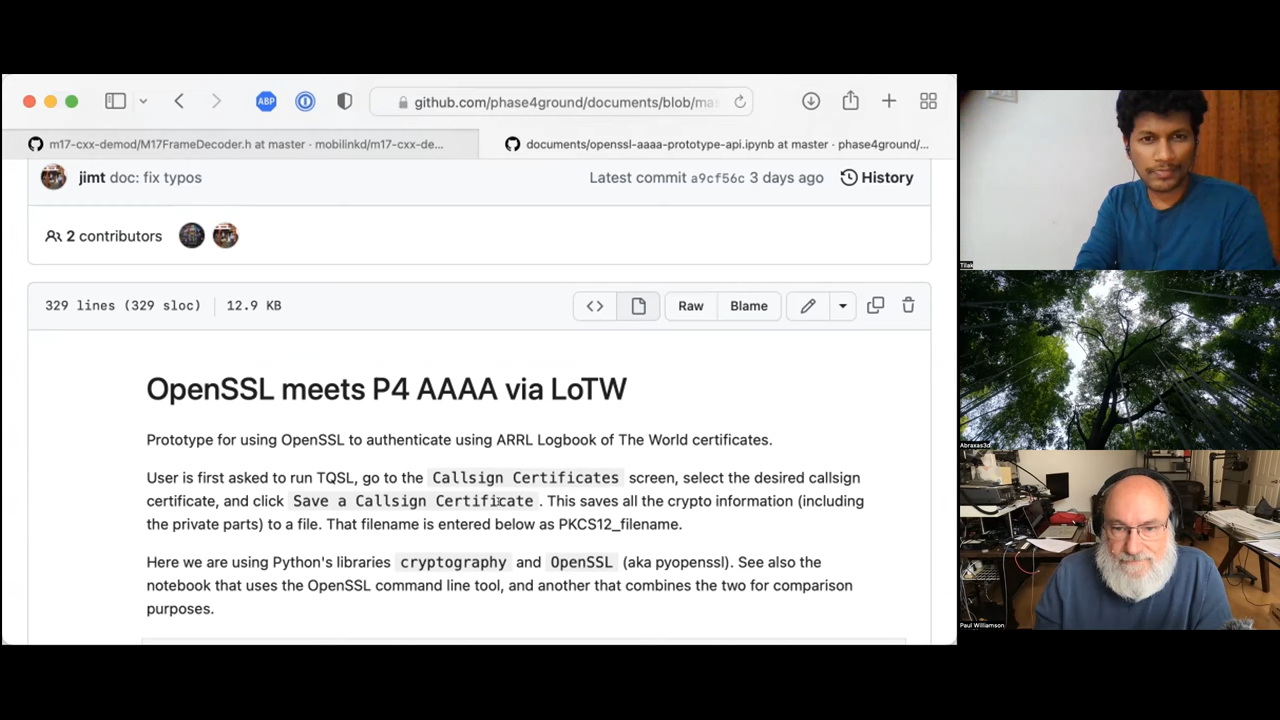 ABP
github.com/phase4ground/documents/blob/mas
m17-cxx-demod/M17FrameDecoder.h at master · mobilinkd/m17-cxx-de...
documents/openssl-aaaa-prototype-api.ipynb at master · phase4ground/...
jimt doc: fix typos
Latest commit a9cf56c 3 days ago
History
2 contributors
329 lines (329 sloc)
12.9 KB
<>
Raw
Blame
OpenSSL meets P4 AAAA via LoTW
Prototype for using OpenSSL to authenticate using ARRL Logbook of The World certificates.
User is first asked to run TQSL, go to the Callsign Certificates screen, select the desired callsign
certificate, and click Save a Callsign Certificate . This saves all the crypto information (including
the private parts) to a file. That filename is entered below as PKCS12_filename.
Here we are using Python's libraries cryptography and OpenSSL (aka pyopenssl). See also the
notebook that uses the OpenSSL command line tool, and another that combines the two for comparison
purposes.
Tilak
Abraxas3d
Paul Williamson